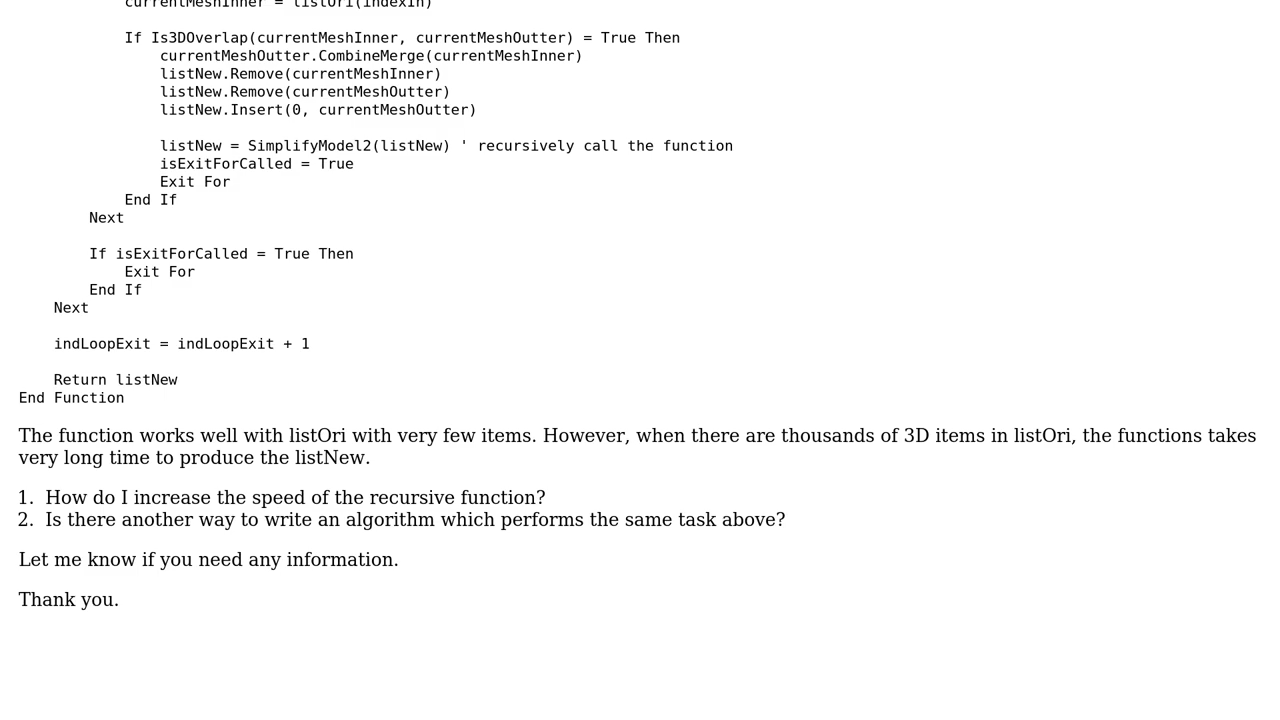 currentMeshInner = listOri(indexIn)
If Is3DOverlap(currentMeshInner, currentMeshOutter) = True Then
currentMeshOutter.CombineMerge(currentMeshInner)
listNew.Remove(currentMeshInner)
listNew.Remove(currentMeshOutter)
listNew.Insert(0, currentMeshOutter)
listNew = SimplifyModel2(listNew) ' recursively call the function
isExitForCalled = True
Exit For
End If
Next
If isExitForCalled = True Then
Exit For
End If
Next
indLoopExit = indLoopExit + 1
Return listNew
End Function
The function works well with listOri with very few items. However, when there are thousands of 3D items in listOri, the functions takes
very long time to produce the listNew.
1. How do I increase the speed of the recursive function?
2. Is there another way to write an algorithm which performs the same task above?
Let me know if you need any information.
Thank you.